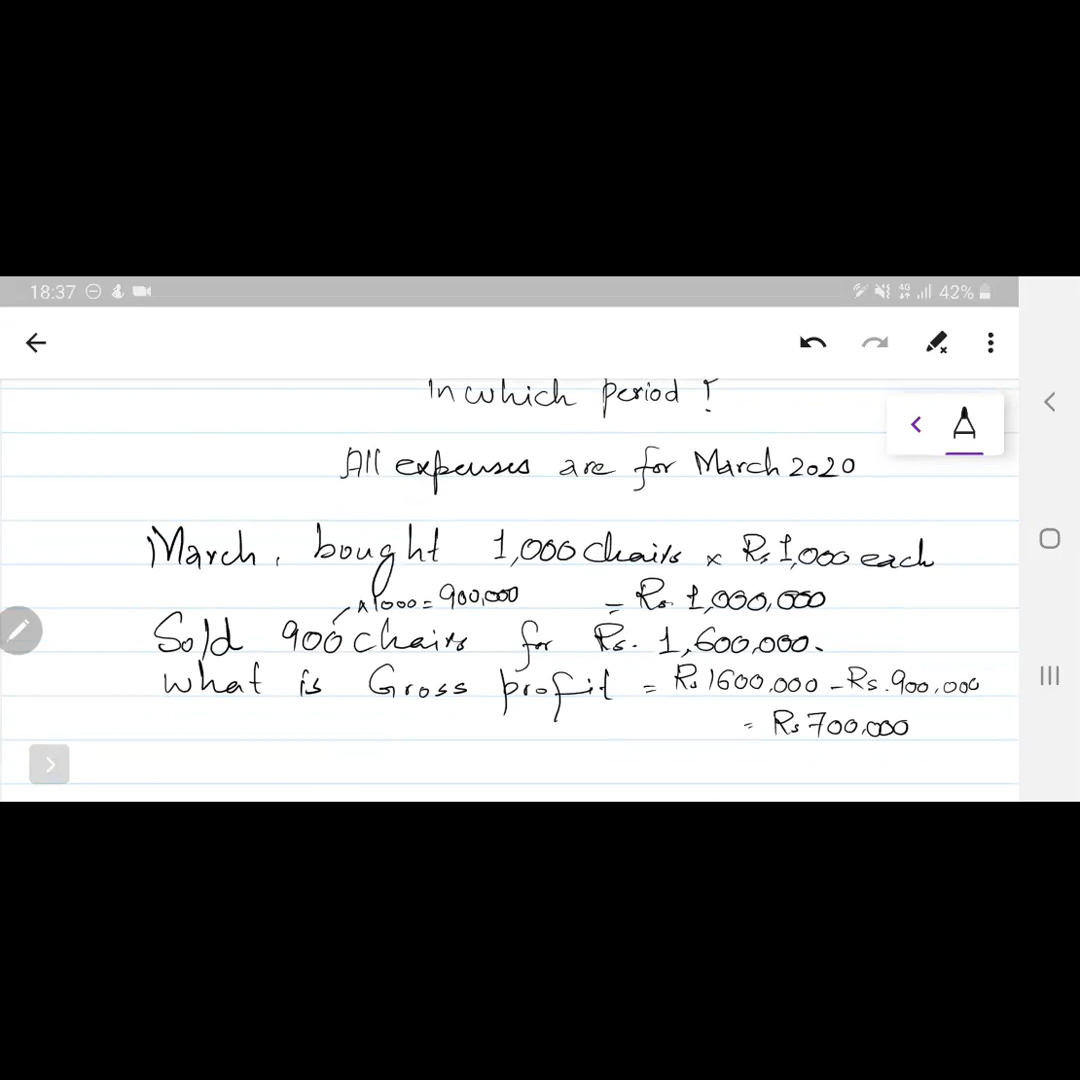 18:37 4G 42%
In which period ?
All expenses are for March 2020
March, bought 1,000 chairs x Rs 1,000 each
x 1000 = 900,000 = Rs. 1,000,000
Sold 900 chairs for Rs. 1,600,000.
What is Gross profit = Rs 1600,000 - Rs. 900,000
= Rs 700,000